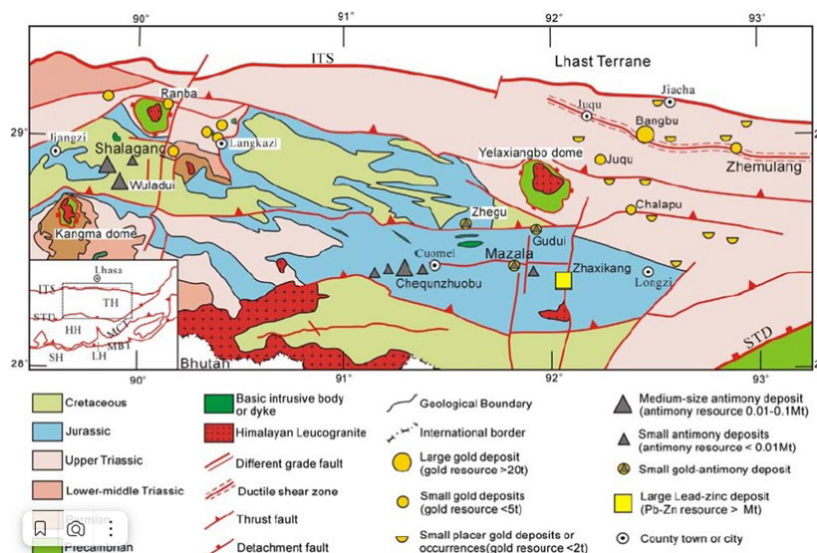 90°
91°
92°
93°
ITS
Lhast Terrane
Ranba
Juqu
Jiacha
Bangbu
29°
Jiangzi
Shalagang
Langkazi
Yelaxiangbo dome
Juqu
Zhemulang
Wuladui
Chalapu
Kangma dome
Zhegu
Gudui
Cuomei
Mazala
Zhaxikang
Longzi
Chequnzhuobu
Lhasa
ITS
TH
STD
HH
MCT
MBT
SH
LH
STD
28°
Bhutah
90°
91°
92°
93°
Cretaceous
Jurassic
Upper Triassic
Lower-middle Triassic
Permian
Precambrian
Basic intrusive body
or dyke
Himalayan Leucogranite
Different grade fault
Ductile shear zone
Thrust fault
Detachment fault
Geological Boundary
International border
Large gold deposit
(gold resource >20t)
Small gold deposits
(gold resource <5t)
Small placer gold deposits or
occurrences(gold resource <2t)
Medium-size antimony deposit
(antimony resource 0.01-0.1Mt)
Small antimony deposits
(antimony resource < 0.01Mt)
Small gold-antimony deposit
Large Lead-zinc deposit
(Pb-Zn resource > Mt)
County town or city